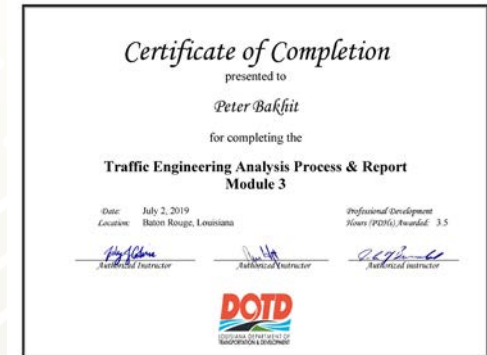 Certificate of Completion
presented to
Peter Bakhit
for completing the
Traffic Engineering Analysis Process & Report
Module 3
Date: July 2, 2019
Location: Baton Rouge, Louisiana
Professional Development
Hours (PDHs) Awarded: 3.5
Authorized Instructor
Authorized Instructor
Authorized instructor
DOTD
LOUISIANA DEPARTMENT OF
TRANSPORTATION & DEVELOPMENT